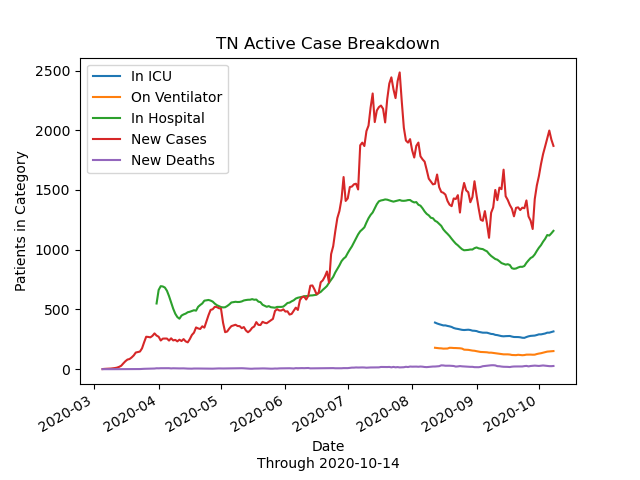 TN Active Case Breakdown
In ICU
On Ventilator
In Hospital
New Cases
New Deaths
Patients in Category
2500
2000
1500
1000
500
0
2020-03
2020-04
2020-05
2020-06
2020-07
2020-08
2020-09
2020-10
Date
Through 2020-10-14